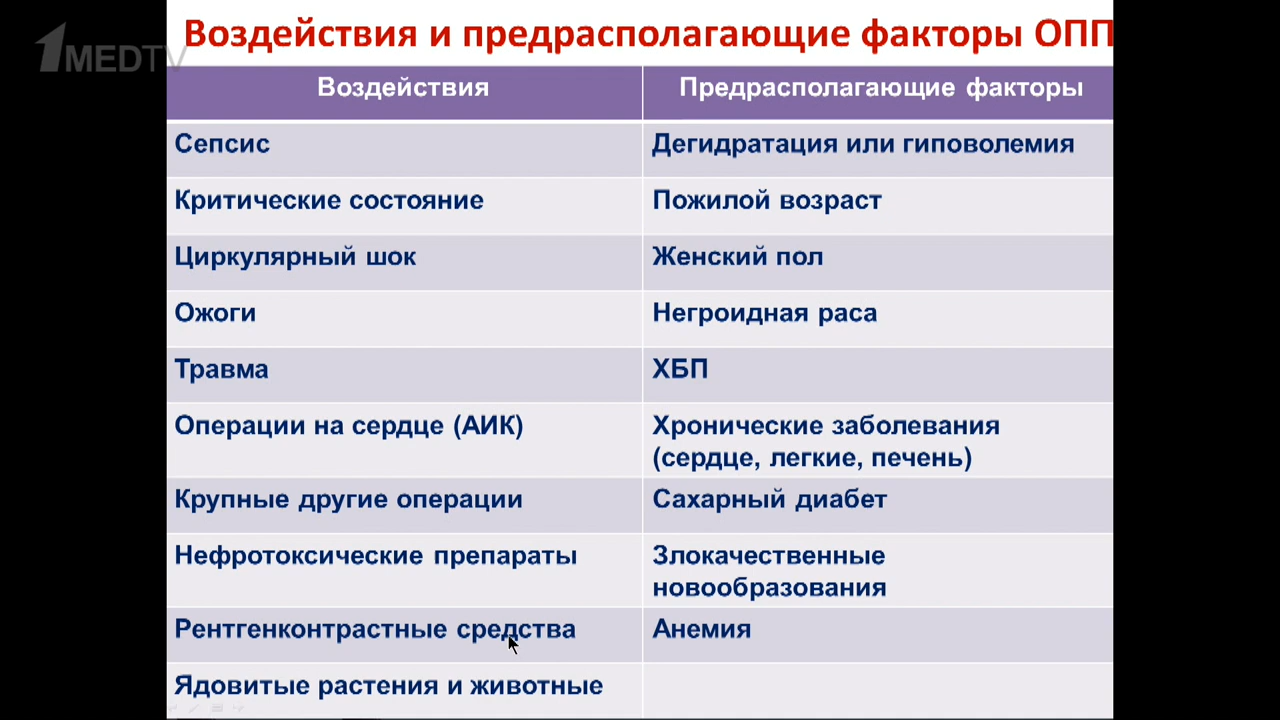 1MEDTV
Воздействия и предрасполагающие факторы ОПП
Воздействия
Предрасполагающие факторы
Сепсис
Дегидратация или гиповолемия
Критические состояние
Пожилой возраст
Циркулярный шок
Женский пол
Ожоги
Негроидная раса
Травма
ХБП
Операции на сердце (АИК)
Хронические заболевания
(сердце, легкие, печень)
Крупные другие операции
Сахарный диабет
Нефротоксические препараты
Злокачественные
новообразования
Рентгенконтрастные средства
Анемия
Ядовитые растения и животные